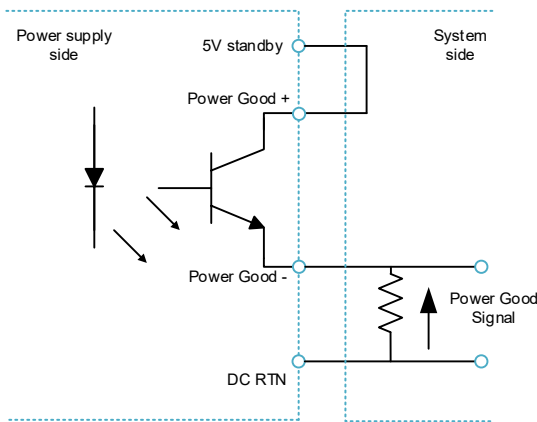 Power supply
side
5V standby
System
side
Power Good +
Power Good -
Power Good
Signal
DC RTN